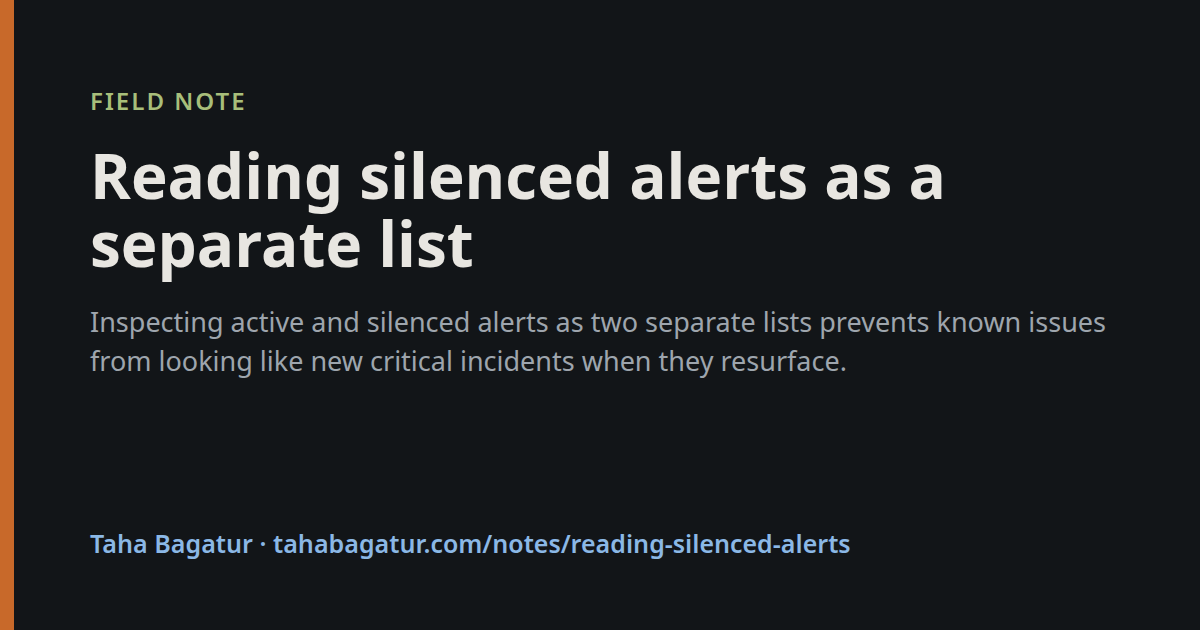 FIELD NOTE
Reading silenced alerts as a
separate list
Inspecting active and silenced alerts as two separate lists prevents known issues
from looking like new critical incidents when they resurface.
Taha Bagatur · tahabagatur.com/notes/reading-silenced-alerts